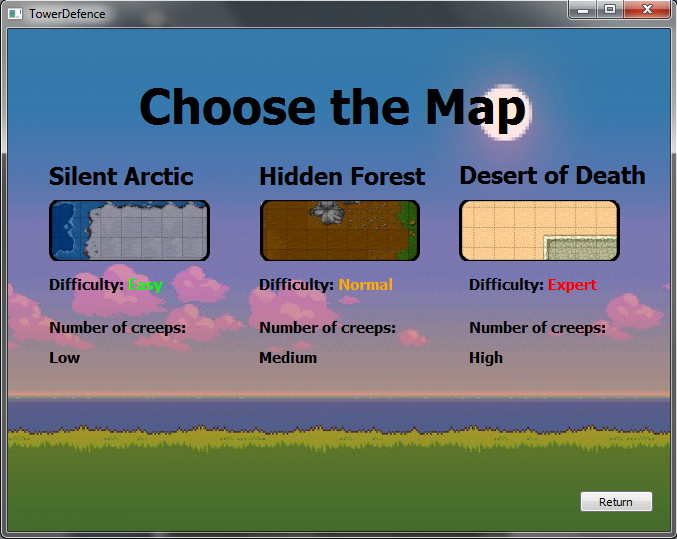 TowerDefence
Choose the Map
Silent Arctic
Hidden Forest
Desert of Death
Difficulty: Easy
Difficulty: Normal
Difficulty: Expert
Number of creeps:
Low
Number of creeps:
Medium
Number of creeps:
High
Return